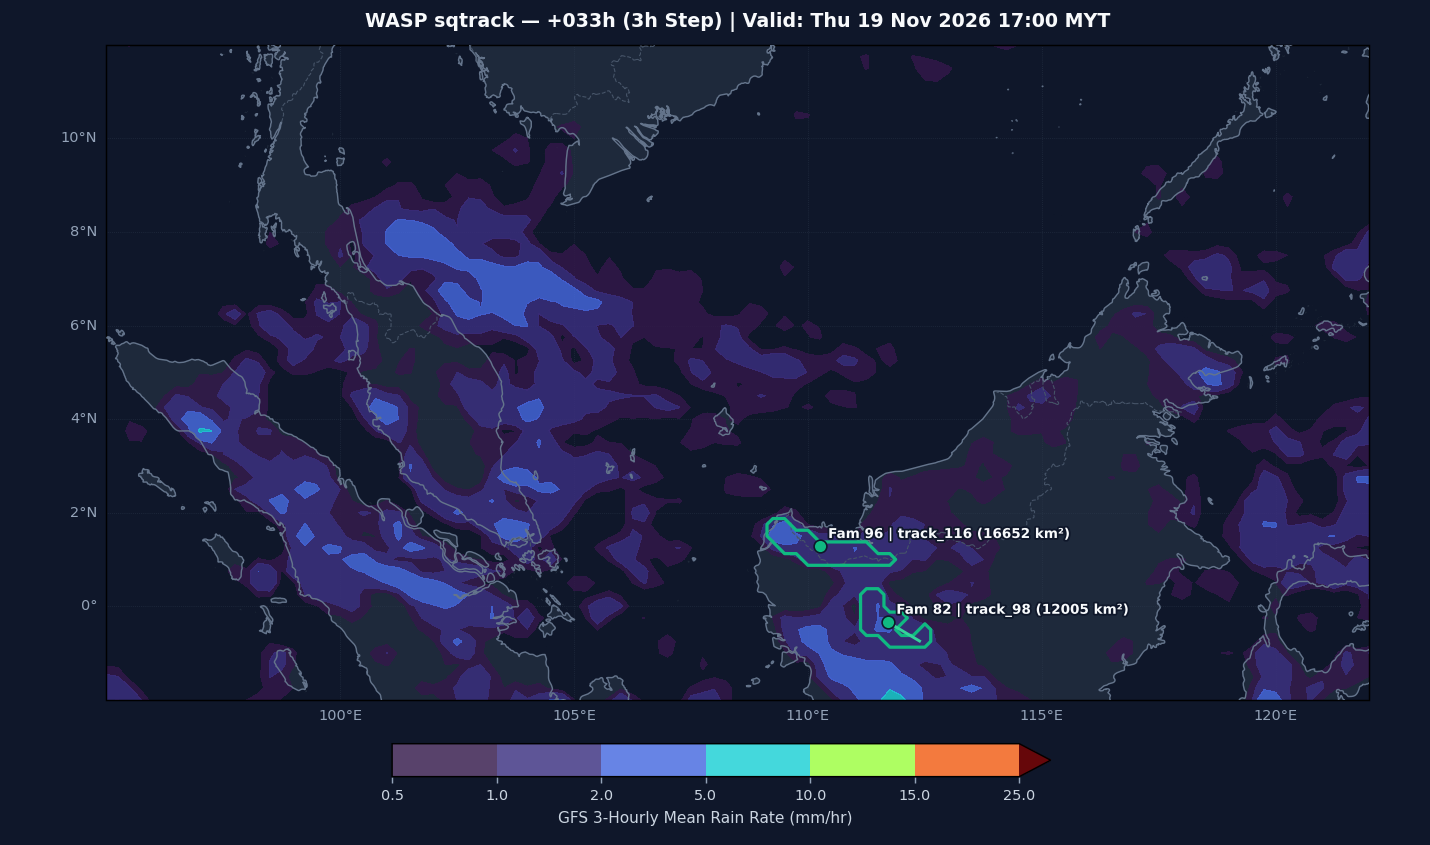 WASP sqtrack — +033h (3h Step) | Valid: Thu 19 Nov 2026 17:00 MYT
10°N
8°N
6°N
4°N
2°N
0°
Fam 96 | track_116 (16652 km²)
Fam 82 | track_98 (12005 km²)
100°E 105°E 110°E 115°E 120°E
0.5 1.0 2.0 5.0 10.0 15.0 25.0
GFS 3-Hourly Mean Rain Rate (mm/hr)